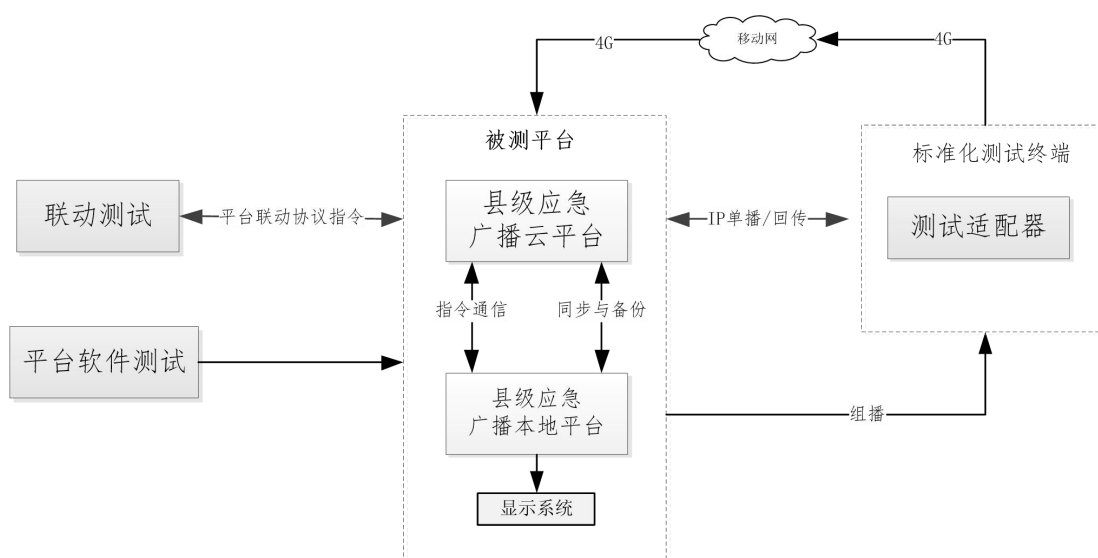 4G
移动网
4G
被测平台
标准化测试终端
联动测试
平台联动协议指令
县级应急
广播云平台
IP单播/回传
测试适配器
指令通信
同步与备份
平台软件测试
县级应急
广播本地平台
组播
显示系统